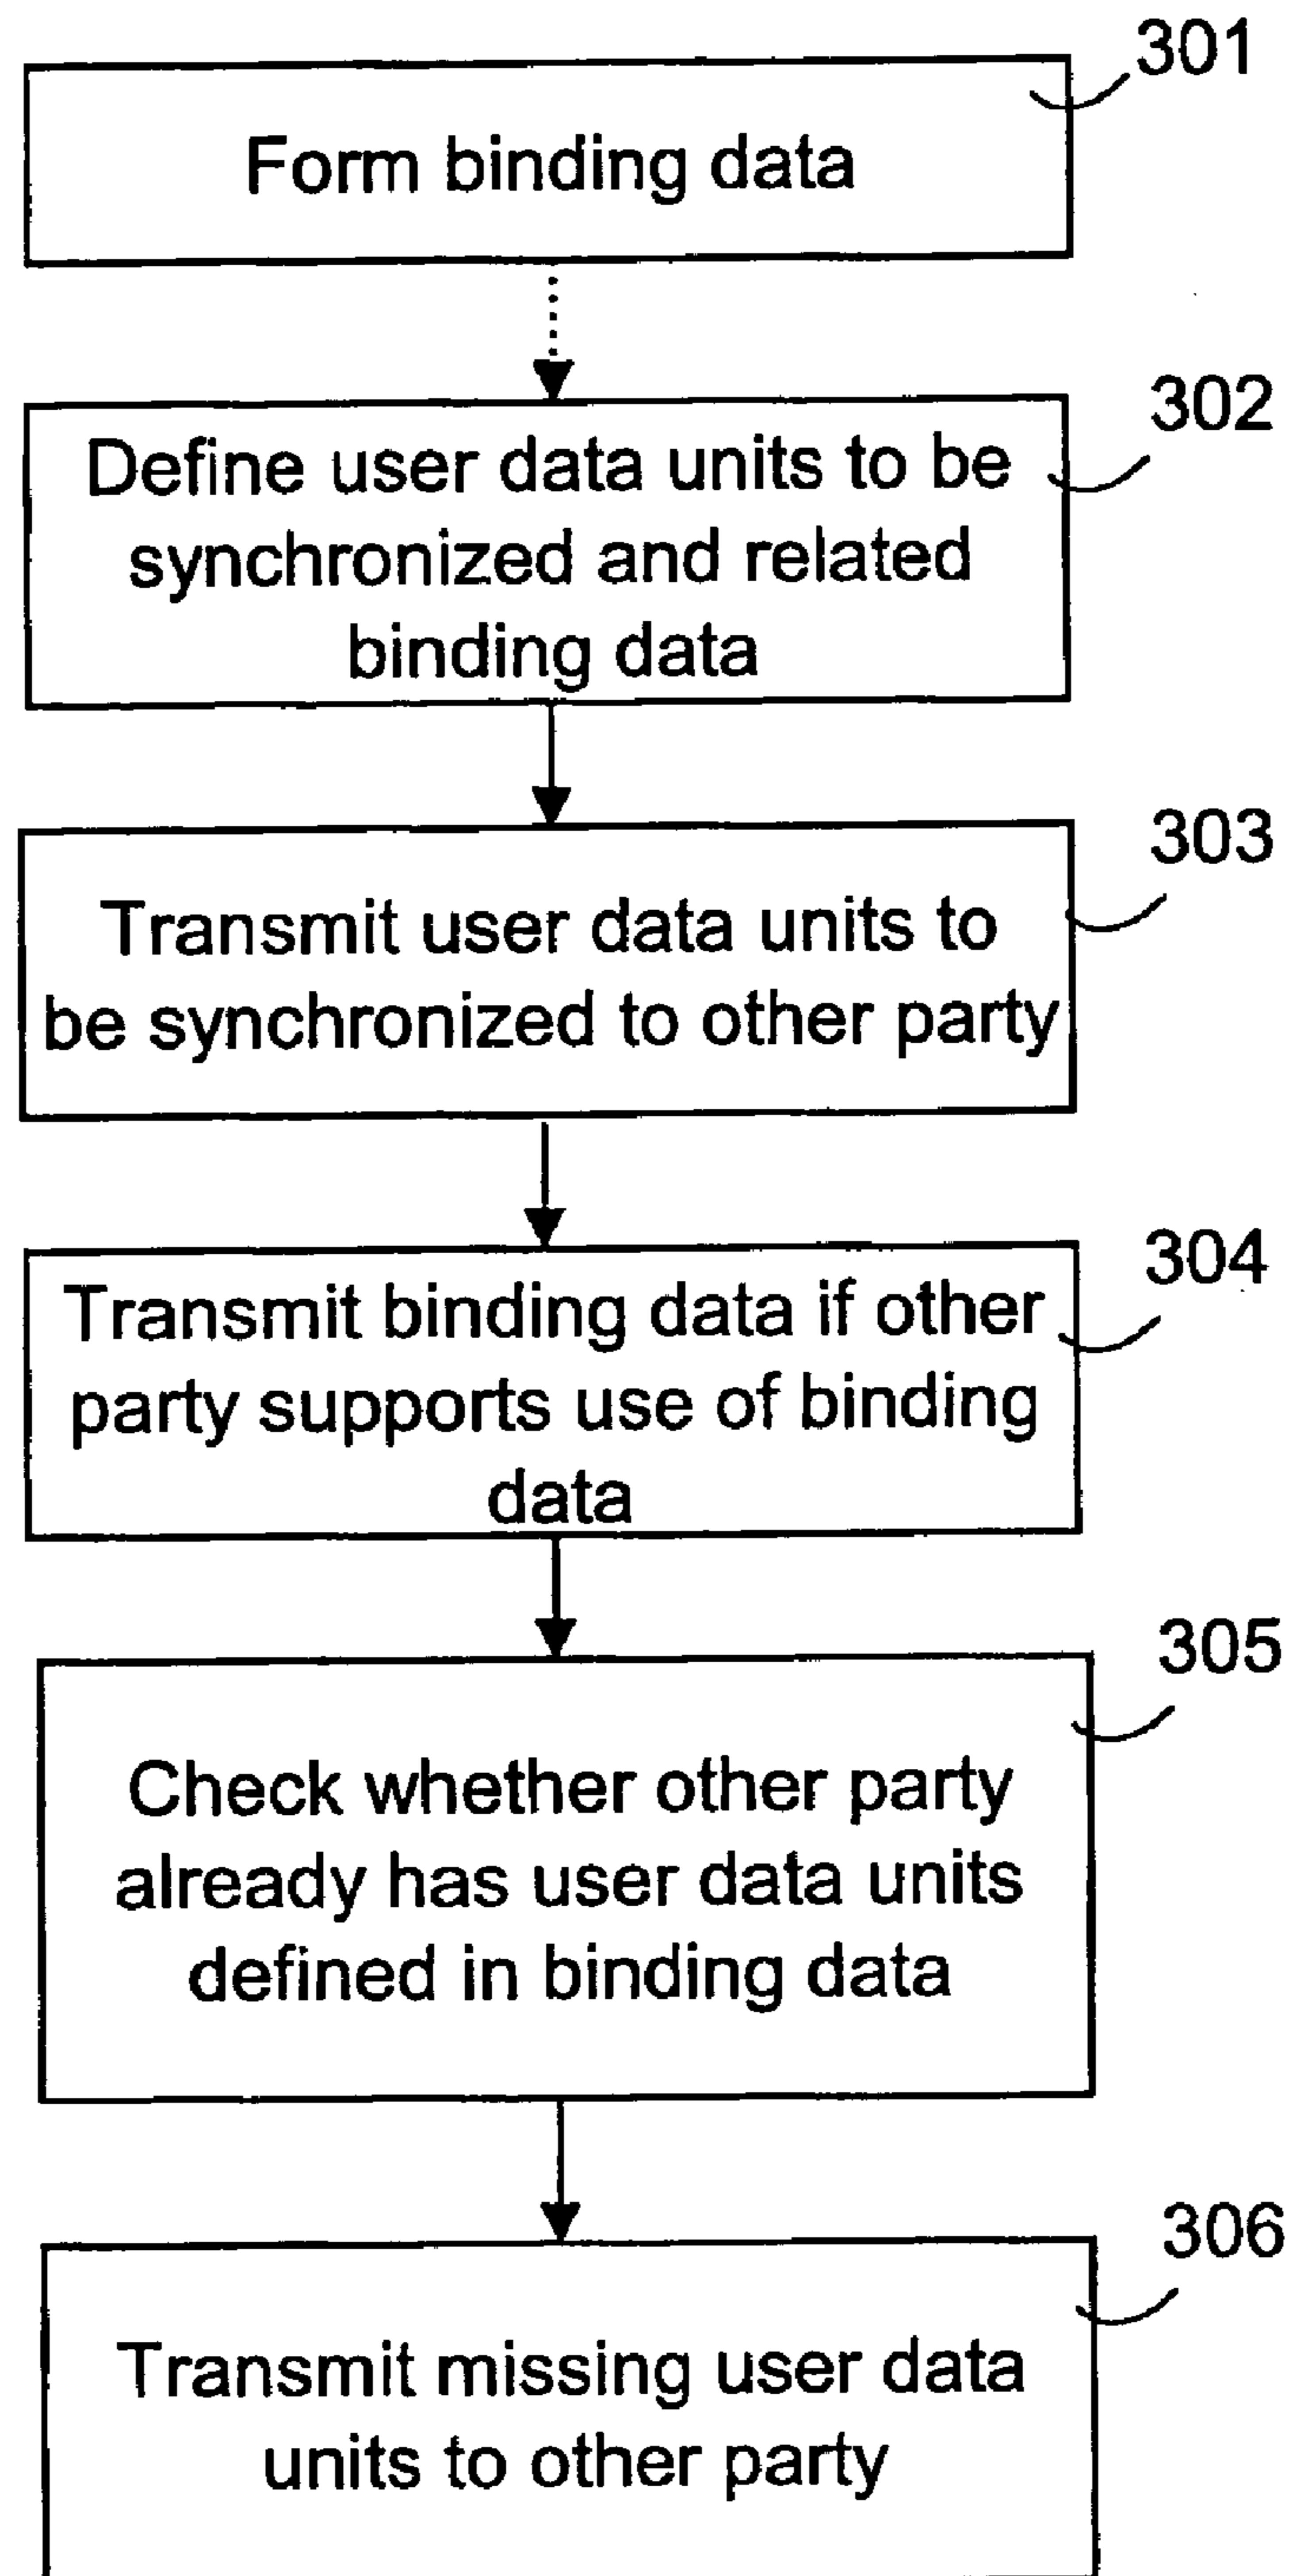 301
Form binding data
302
Define user data units to be
synchronized and related
binding data
303
Transmit user data units to
be synchronized to other party
304
Transmit binding data if other
party supports use of binding
data
305
Check whether other party
already has user data units
defined in binding data
306
Transmit missing user data
units to other party